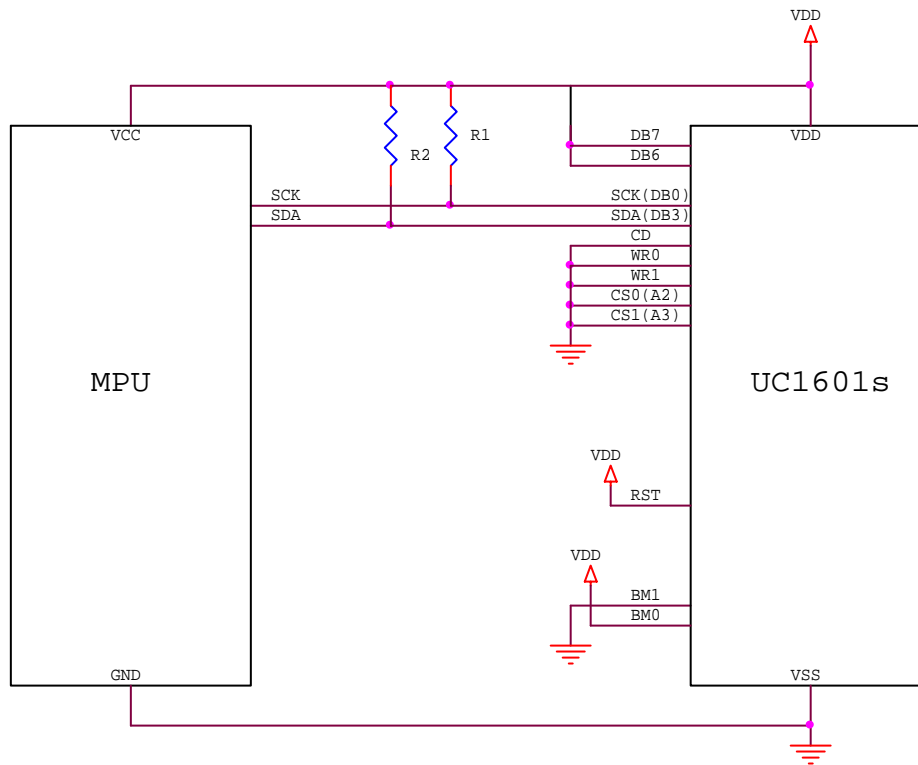 VDD
VCC
VDD
DB7
R1
DB6
R2
SCK
SCK(DB0)
SDA
SDA(DB3)
CD
WR0
WR1
CS0(A2)
CS1(A3)
MPU
UC1601s
VDD
RST
VDD
BM1
BM0
GND
VSS